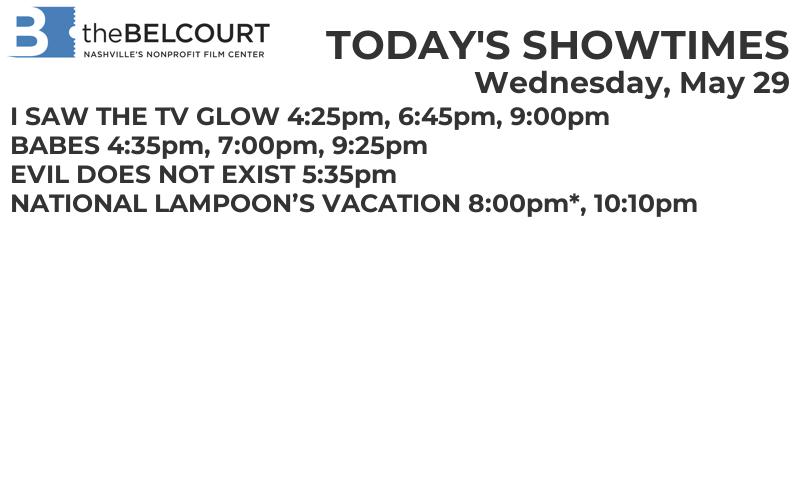 B theBELCOURT
NASHVILLE'S NONPROFIT FILM CENTER
TODAY'S SHOWTIMES
Wednesday, May 29
I SAW THE TV GLOW 4:25pm, 6:45pm, 9:00pm
BABES 4:35pm, 7:00pm, 9:25pm
EVIL DOES NOT EXIST 5:35pm
NATIONAL LAMPOON’S VACATION 8:00pm*, 10:10pm